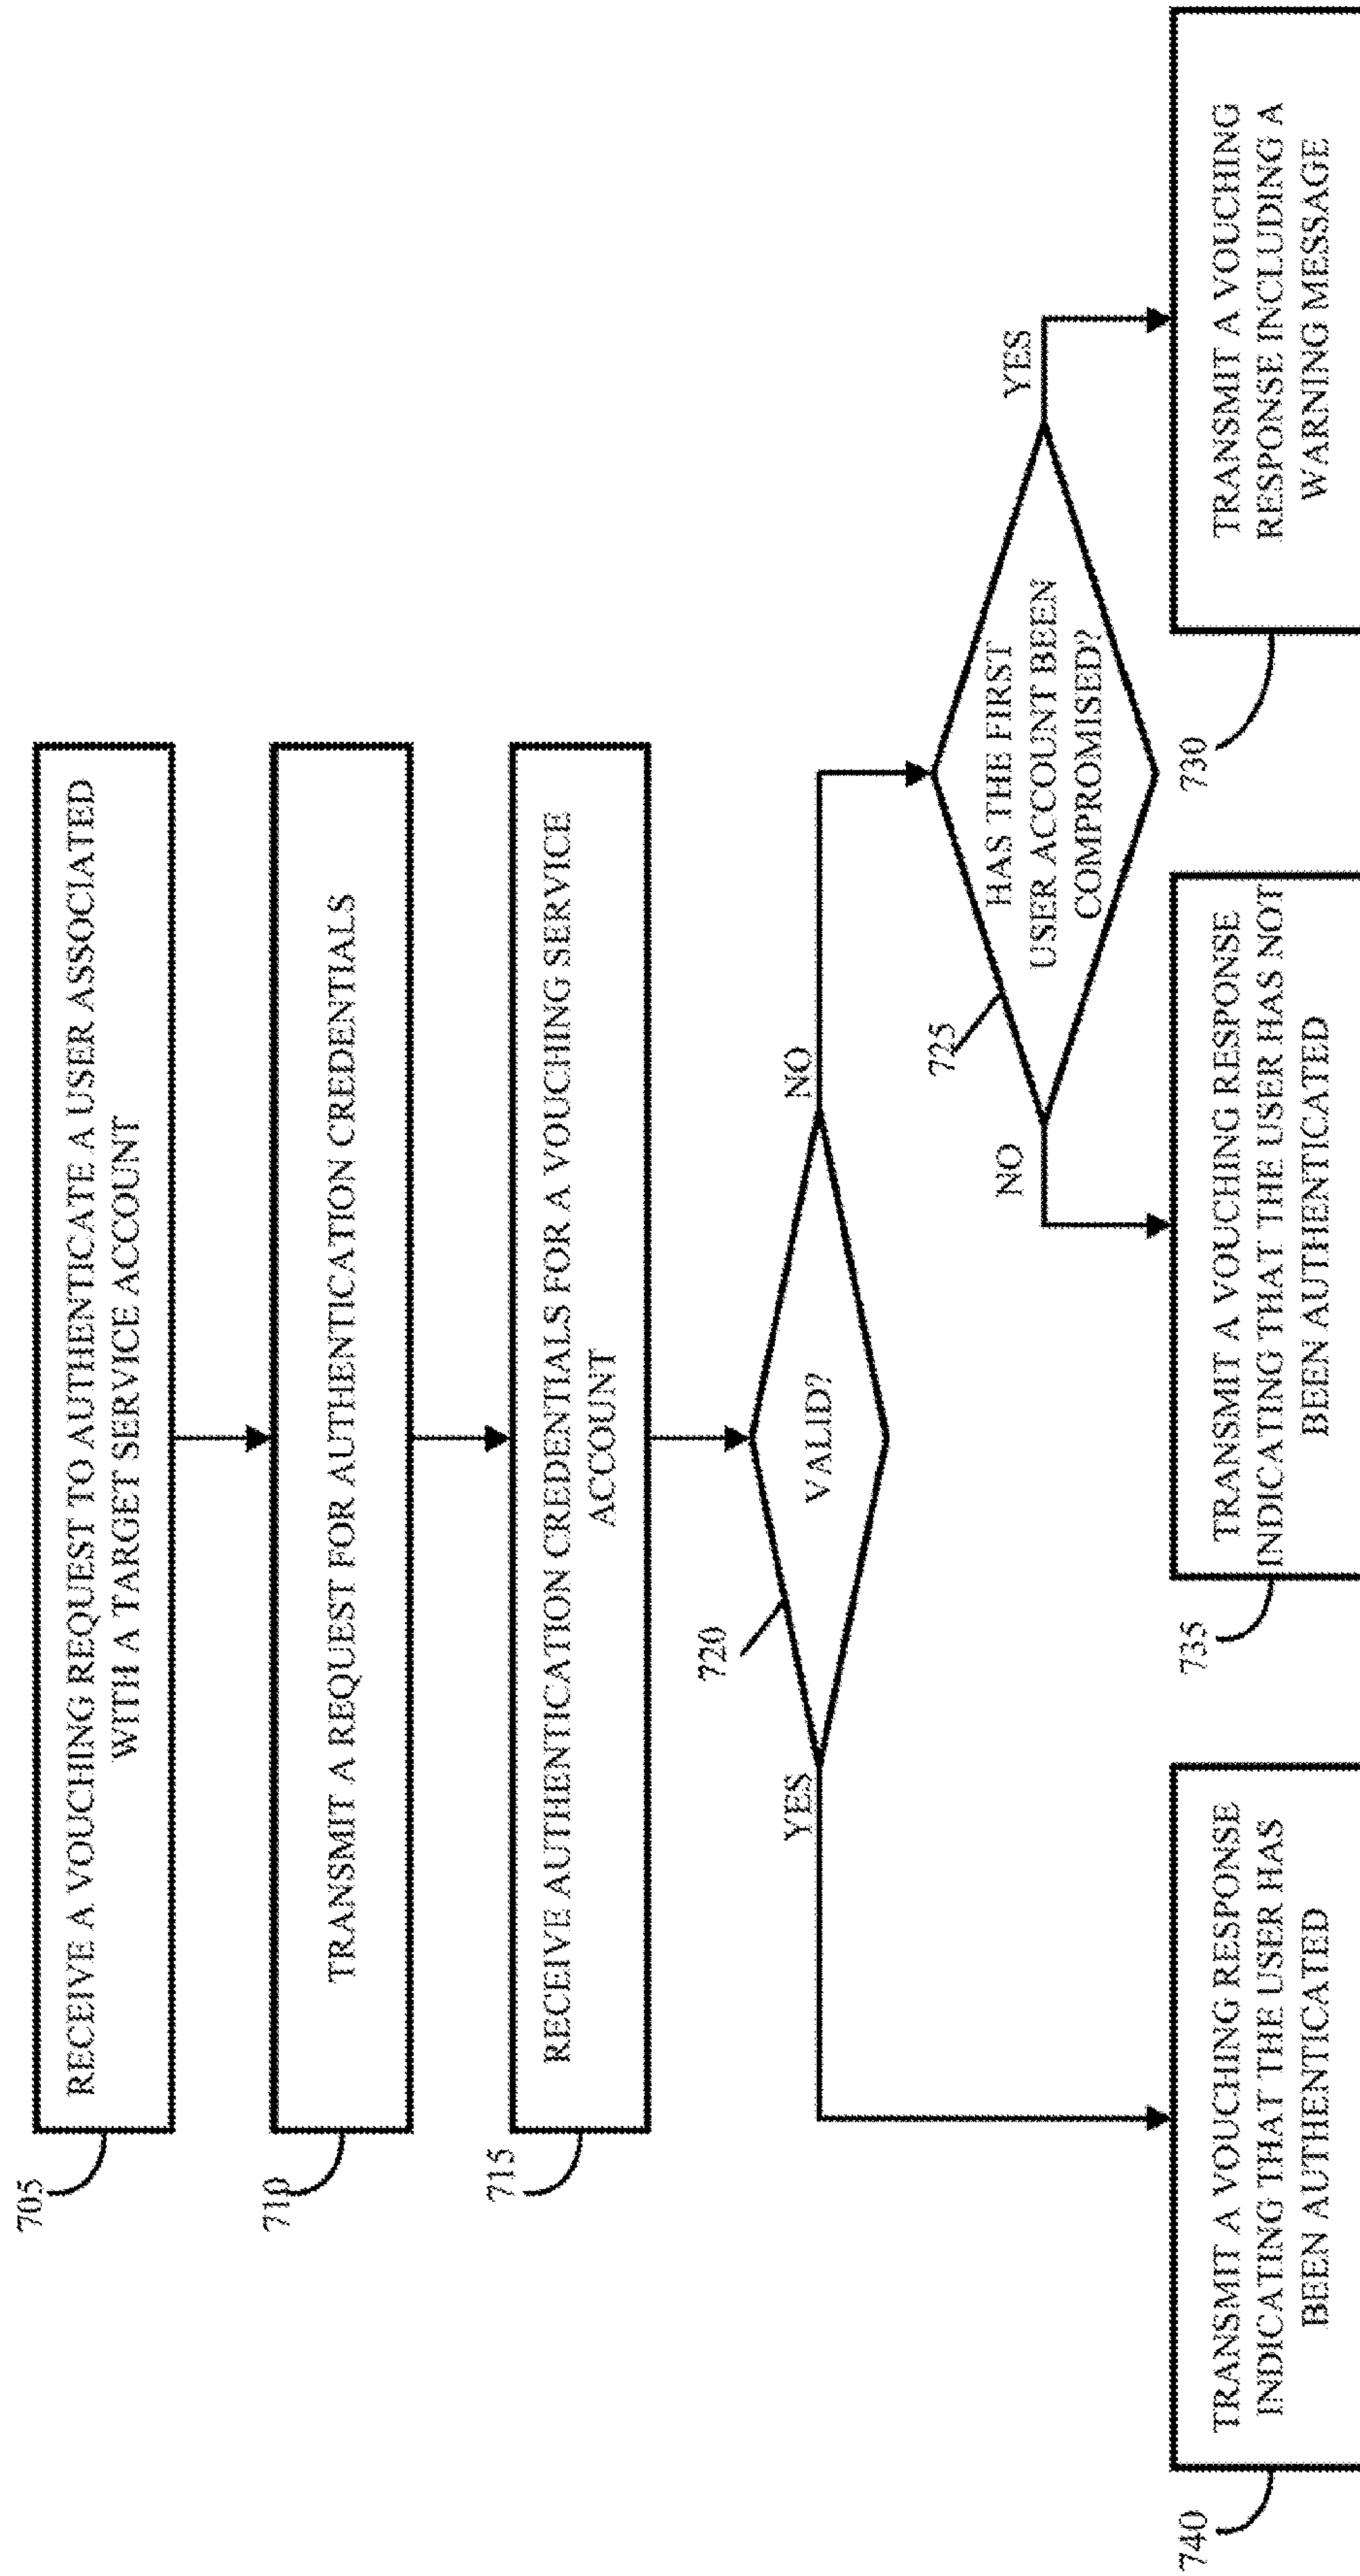 705
RECEIVE A VOUCHING REQUEST TO AUTHENTICATE A USER ASSOCIATED
WITH A TARGET SERVICE ACCOUNT
710
TRANSMIT A REQUEST FOR AUTHENTICATION CREDENTIALS
715
RECEIVE AUTHENTICATION CREDENTIALS FOR A VOUCHING SERVICE
ACCOUNT
720
VALID?
YES
NO
725
HAS THE FIRST
USER ACCOUNT BEEN
COMPROMISED?
NO
YES
740
TRANSMIT A VOUCHING RESPONSE
INDICATING THAT THE USER HAS
BEEN AUTHENTICATED
735
TRANSMIT A VOUCHING RESPONSE
INDICATING THAT THE USER HAS NOT
BEEN AUTHENTICATED
730
TRANSMIT A VOUCHING
RESPONSE INCLUDING A
WARNING MESSAGE